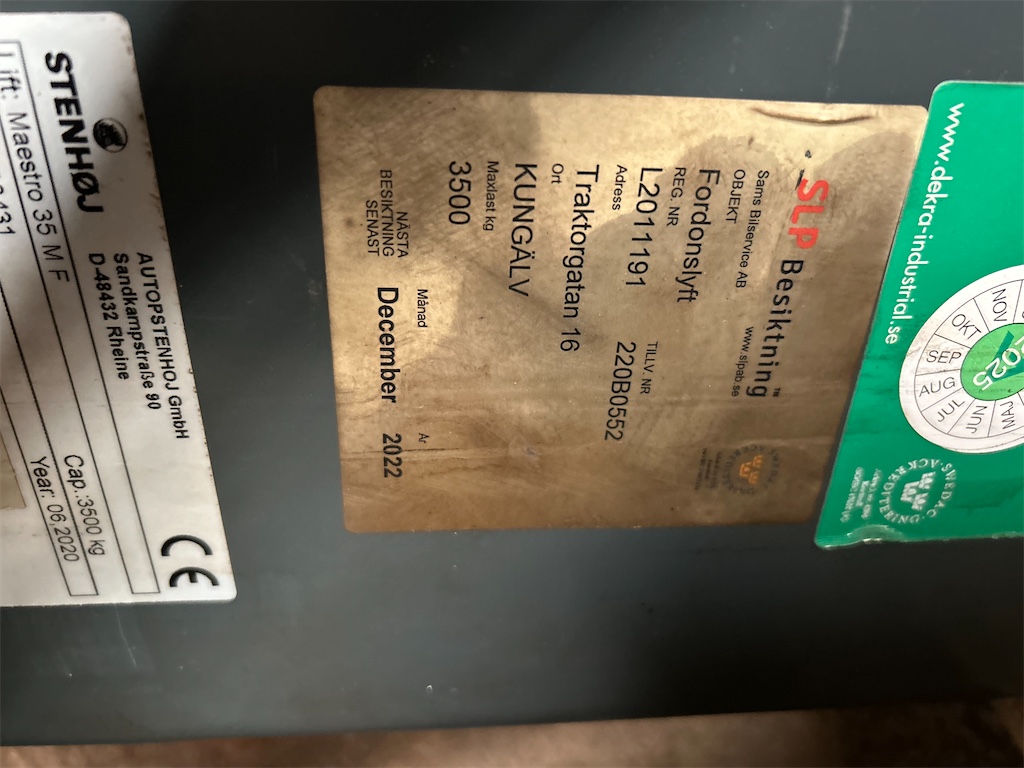 www.dekra-industrial.se
OKT
NOV
SEP
AUG
JUL
JUN
MAJ
2025
SWEDAC
ACKREDITERING
SLP Besiktning™
Sams Bilservice AB www.slpab.se
OBJEKT
Fordonslyft
REG. NR TILLV. NR
L2011191 220B0552
Adress
Traktorgatan 16
Ort
KUNGÄLV
Maxlast kg
3500
NÄSTA
BESIKTNING
SENAST
Månad År
December 2022
STENHØJ
AUTOPSTENHOJ GmbH
Sandkampstraße 90
D-48432 Rheine
CE
Lift: Maestro 35 M F
Cap.:3500 kg
Year: 06.2020